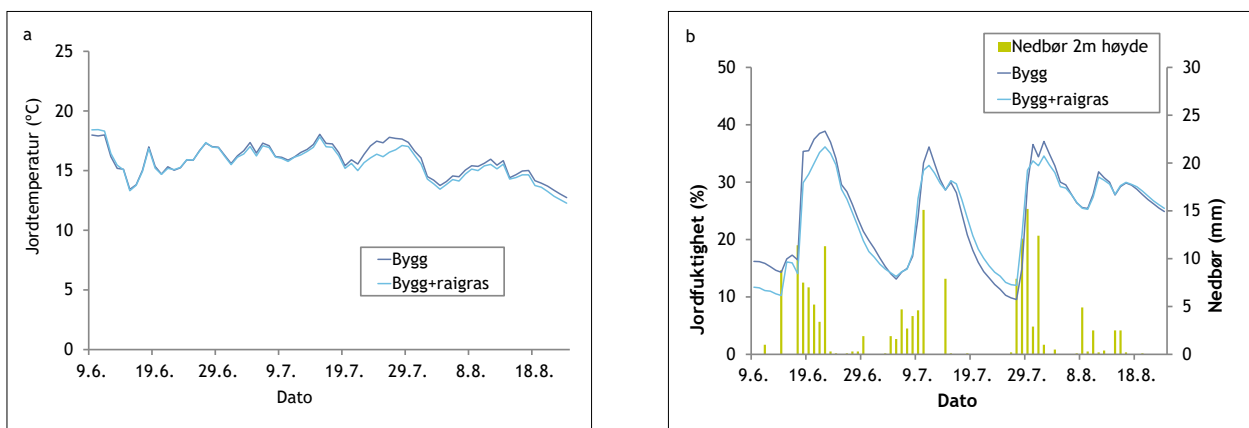 a
25
20
15
10
5
0
Jordtemperatur (°C)
Bygg
Bygg+raigras
9.6. 19.6. 29.6. 9.7. 19.7. 29.7. 8.8. 18.8.
Dato
b
Nedbør 2m høyde
Bygg
Bygg+raigras
50
40
30
20
10
0
Jordfuktighet (%)
30
25
20
15
10
5
0
Nedbør (mm)
9.6. 19.6. 29.6. 9.7. 19.7. 29.7. 8.8. 18.8.
Dato